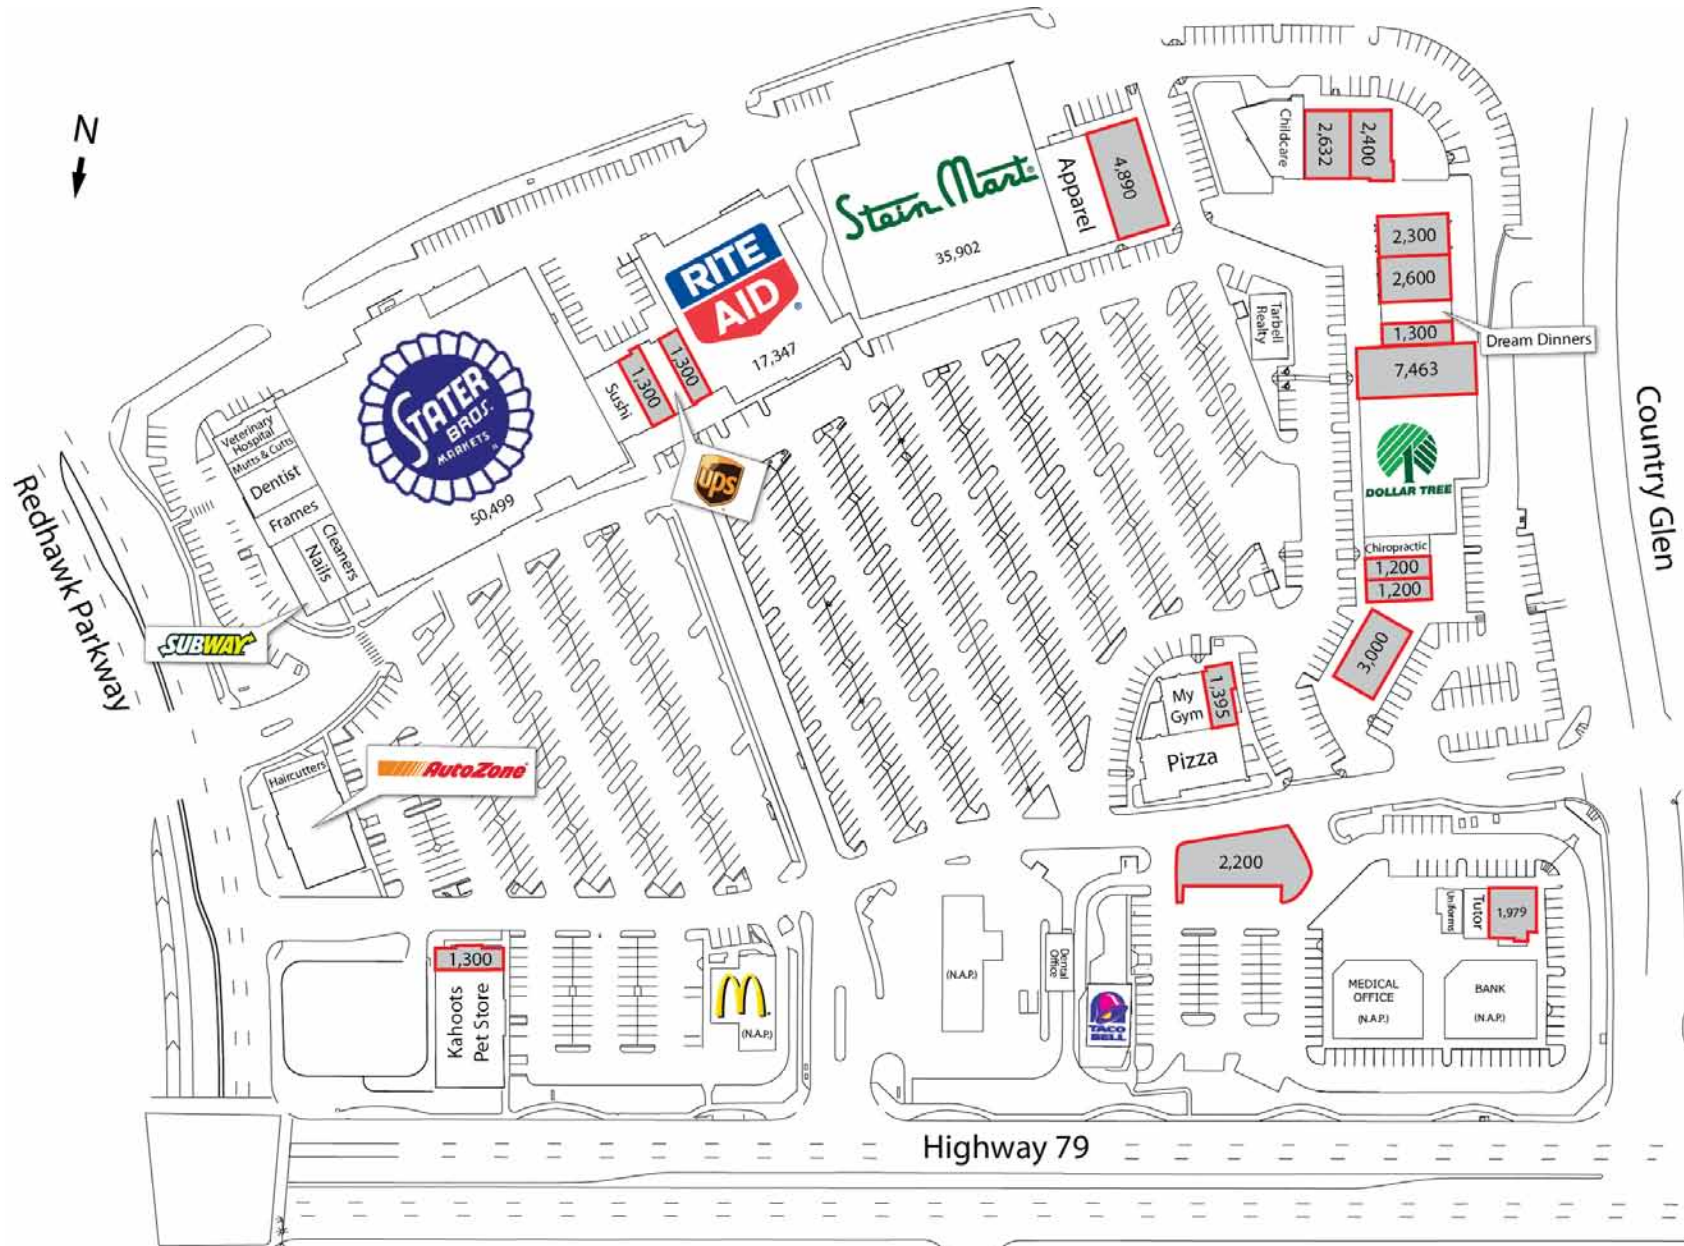 N
Childcare
2,632
2,400
Stein Mart
35,902
Apparel
4,890
2,300
2,600
1,300
Dream Dinners
7,463
RITE
AID
17,347
Tarbell
Realty
STATER
BROS.
MARKETS
50,499
Sushi
1,300
1,300
ups
Veterinary
Hospital
Mutts & Cutts
Dentist
Frames
Cleaners
Nails
SUBWAY
Redhawk Parkway
Country Glen
DOLLAR TREE
Chiropractic
1,200
1,200
3,000
My
Gym
1,395
Pizza
Haircutters
AutoZone
2,200
Uniforms
Tutor
1,979
1,300
Kahoots
Pet Store
M
(N.A.P.)
(N.A.P.)
Dental
Office
TACO
BELL
MEDICAL
OFFICE
(N.A.P.)
BANK
(N.A.P.)
Highway 79